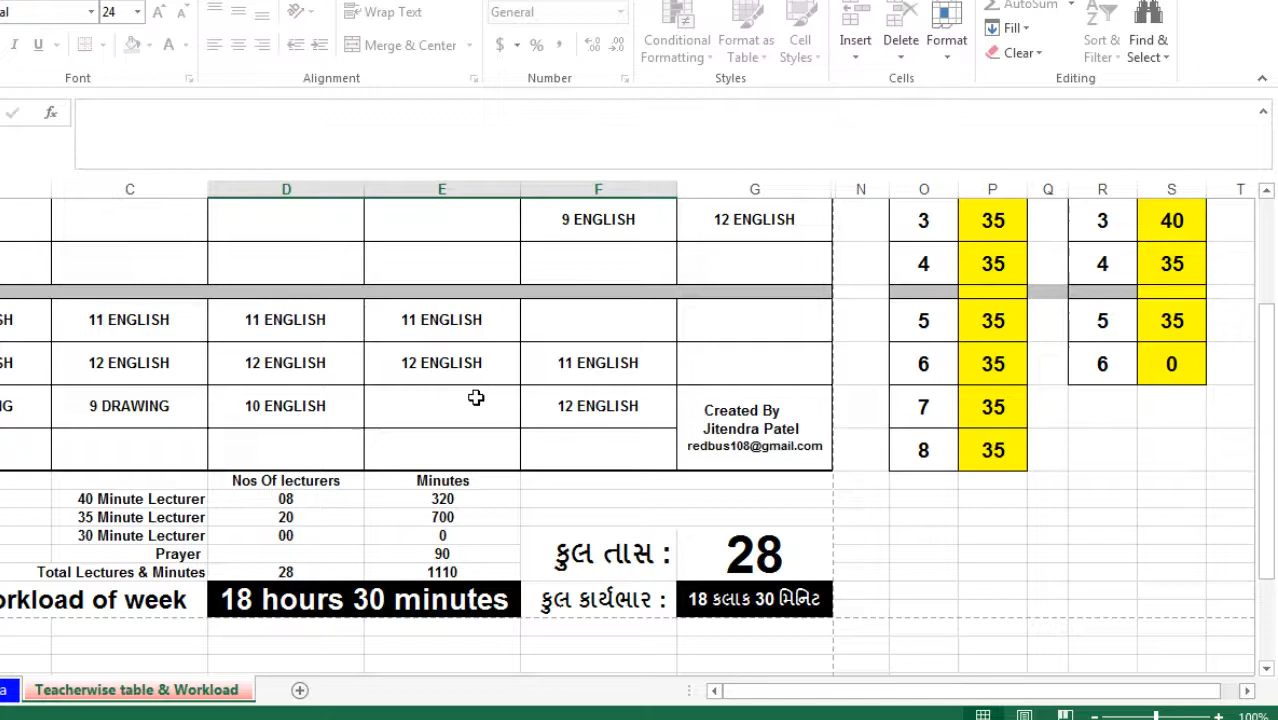 al 24 A A Wrap Text General
I U A Merge & Center $ % , Conditional Formatting Format as Table Cell Styles Insert Delete Format AutoSum Fill Clear Sort & Filter Find & Select
Font Alignment Number Styles Cells Editing
fx
C D E F G N O P Q R S T
9 ENGLISH 12 ENGLISH 3 35 3 40
4 35 4 35
SH 11 ENGLISH 11 ENGLISH 11 ENGLISH 5 35 5 35
SH 12 ENGLISH 12 ENGLISH 12 ENGLISH 11 ENGLISH 6 35 6 0
NG 9 DRAWING 10 ENGLISH 12 ENGLISH 7 35
Created By
Jitendra Patel
redbus108@gmail.com
8 35
Nos Of lecturers Minutes
40 Minute Lecturer 08 320
35 Minute Lecturer 20 700
30 Minute Lecturer 00 0
Prayer 90
Total Lectures & Minutes 28 1110
કુલ તાસ : 28
orkload of week 18 hours 30 minutes કુલ કાર્યભાર : 18 કલાક 30 મિનિટ
a Teacherwise table & Workload
100%